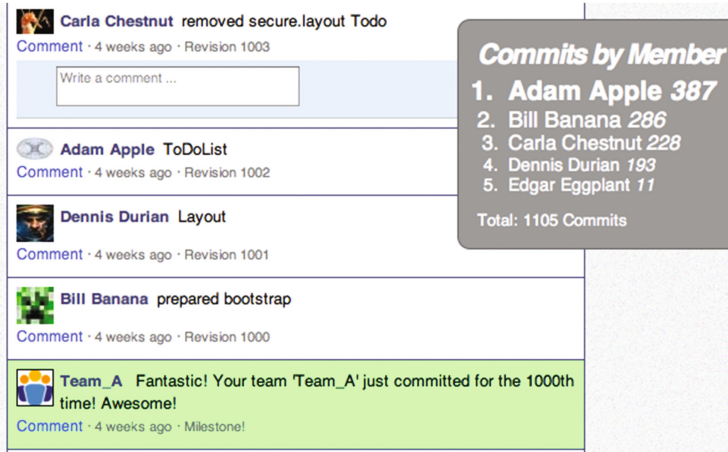 Carla Chestnut removed secure.layout Todo
Comment · 4 weeks ago · Revision 1003
Write a comment ...
Adam Apple ToDoList
Comment · 4 weeks ago · Revision 1002
Dennis Durian Layout
Comment · 4 weeks ago · Revision 1001
Bill Banana prepared bootstrap
Comment · 4 weeks ago · Revision 1000
Team_A Fantastic! Your team 'Team_A' just committed for the 1000th
time! Awesome!
Comment · 4 weeks ago · Milestone!
Commits by Member
1. Adam Apple 387
2. Bill Banana 286
3. Carla Chestnut 228
4. Dennis Durian 193
5. Edgar Eggplant 11
Total: 1105 Commits